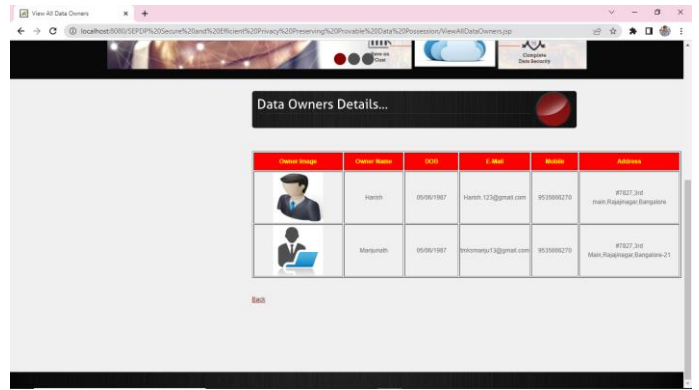 View All Data Owners
localhost:8080/SEPDP%20Secure%20and%20Efficient%20Privacy%20Preserving%20Provable%20Data%20Possession/ViewAllDataOwners.jsp
Complete
Data Security
Data Owners Details...
Owner Image Owner Name DOB E-Mail Mobile Address
Harish 05/06/1987 Harish.123@gmail.com 9535866270 #7827,3rd main,Rajajinagar,Bangalore
Manjunath 05/06/1987 tmksmanju13@gmail.com 9535866270 #7827,3rd Main,Rajajinagar,Bangalore-21
Back